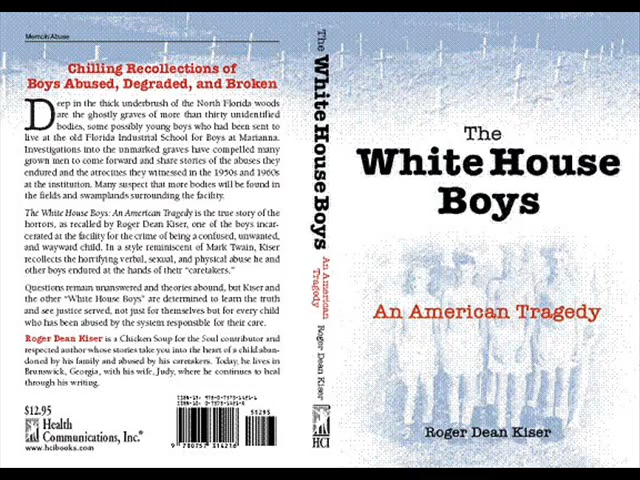 Memoir/Abuse
Chilling Recollections of
Boys Abused, Degraded, and Broken
Deep in the thick underbrush of the North Florida woods
are the ghostly graves of more than thirty unidentified
bodies, some possibly young boys who had been sent to
live at the old Florida Industrial School for Boys at Marianna.
Investigations into the unmarked graves have compelled many
grown men to come forward and share stories of the abuses they
endured and the atrocities they witnessed in the 1950s and 1960s
at the institution. Many suspect that more bodies will be found in
the fields and swamplands surrounding the facility.
The White House Boys: An American Tragedy is the true story of the
horrors, as recalled by Roger Dean Kiser, one of the boys incar-
cerated at the facility for the crime of being a confused, unwanted,
and wayward child. In a style reminiscent of Mark Twain, Kiser
recollects the horrifying verbal, sexual, and physical abuse he and
other boys endured at the hands of their “caretakers.”
Questions remain unanswered and theories abound, but Kiser and
the other “White House Boys” are determined to learn the truth
and see justice served, not just for themselves but for every child
who has been abused by the system responsible for their care.
Roger Dean Kiser is a Chicken Soup for the Soul contributor and
respected author whose stories take you into the heart of a child aban-
doned by his family and abused by his caretakers. Today, he lives in
Brunswick, Georgia, with his wife, Judy, where he continues to heal
through his writing.
$12.95
Health
Communications, Inc.®
www.hcibooks.com
51295
The White House Boys
An American
Tragedy
Roger Dean Kiser
HCI
The
White House
Boys
An American Tragedy
Roger Dean Kiser